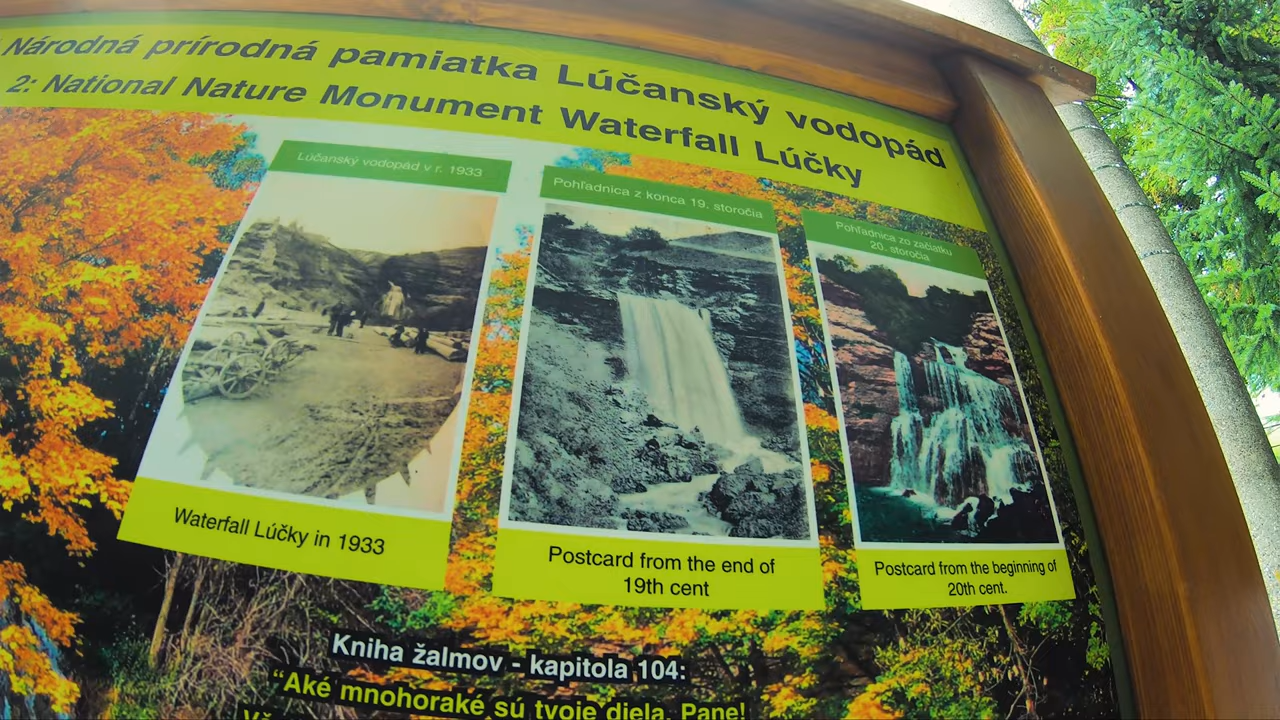 Národná prírodná pamiatka Lúčanský vodopád
2: National Nature Monument Waterfall Lúčky
Lúčanský vodopád v r. 1933
Pohľadnica z konca 19. storočia
Pohľadnica zo začiatku
20. storočia
Waterfall Lúčky in 1933
Postcard from the end of
19th cent
Postcard from the beginning of
20th cent.
Kniha žalmov - kapitola 104:
“Aké mnohoraké sú tvoje diela, Pane!